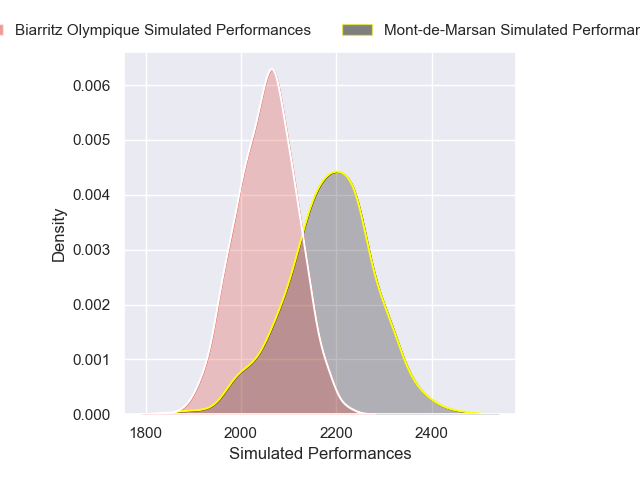 Biarritz Olympique Simulated Performances
Mont-de-Marsan Simulated
0.006
0.005
0.004
0.003
0.002
0.001
0.000
Density
1800 2000 2200 2400
Simulated Performances